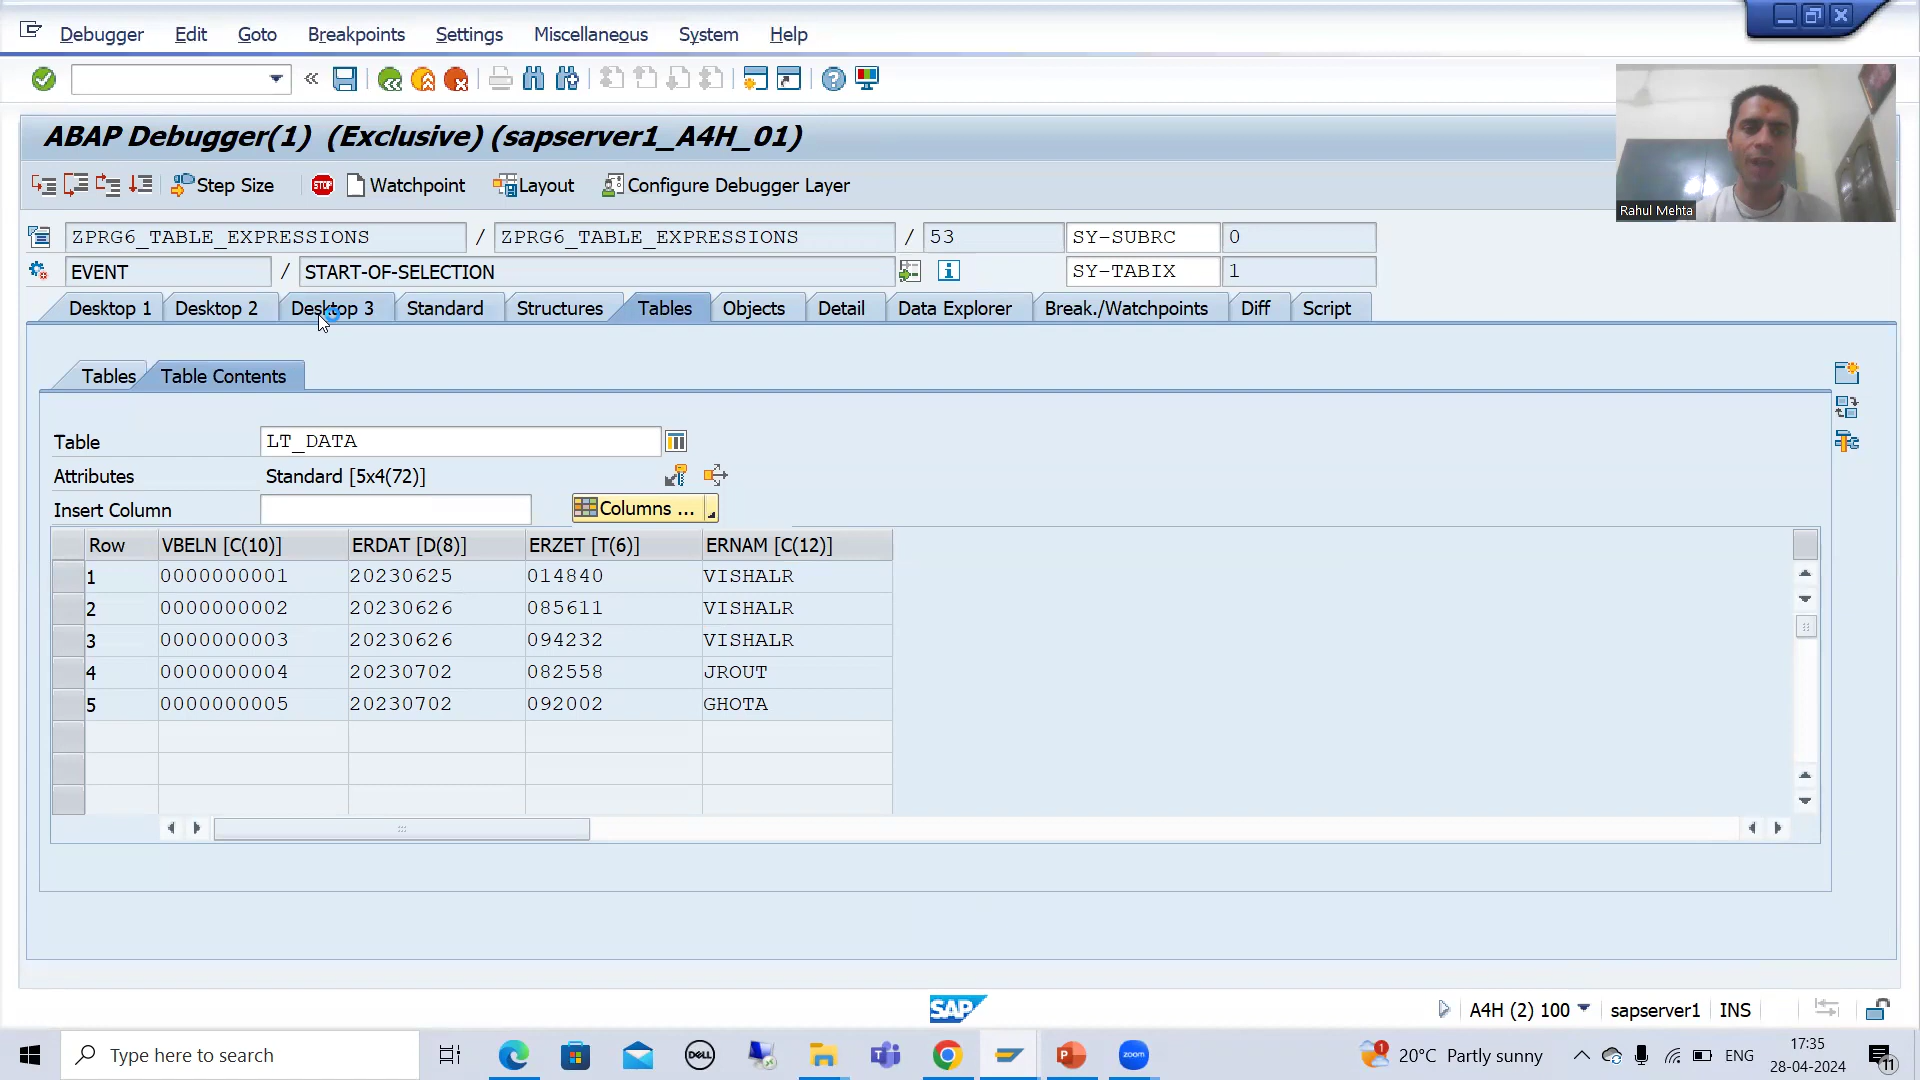 Debugger Edit Goto Breakpoints Settings Miscellaneous System Help
ABAP Debugger(1) (Exclusive) (sapserver1_A4H_01)
Rahul Mehta
Step Size STOP Watchpoint Layout Configure Debugger Layer
ZPRG6_TABLE_EXPRESSIONS / ZPRG6_TABLE_EXPRESSIONS / 53 SY-SUBRC 0
EVENT / START-OF-SELECTION SY-TABIX 1
Desktop 1 Desktop 2 Desktop 3 Standard Structures Tables Objects Detail Data Explorer Break./Watchpoints Diff Script
Tables Table Contents
Table LT_DATA
Attributes Standard [5x4(72)]
Insert Column Columns ...
Row VBELN [C(10)] ERDAT [D(8)] ERZET [T(6)] ERNAM [C(12)]
1 0000000001 20230625 014840 VISHALR
2 0000000002 20230626 085611 VISHALR
3 0000000003 20230626 094232 VISHALR
4 0000000004 20230702 082558 JROUT
5 0000000005 20230702 092002 GHOTA
SAP A4H (2) 100 sapserver1 INS
Type here to search DELL zoom 1 20°C Partly sunny ENG 17:35 11
28-04-2024